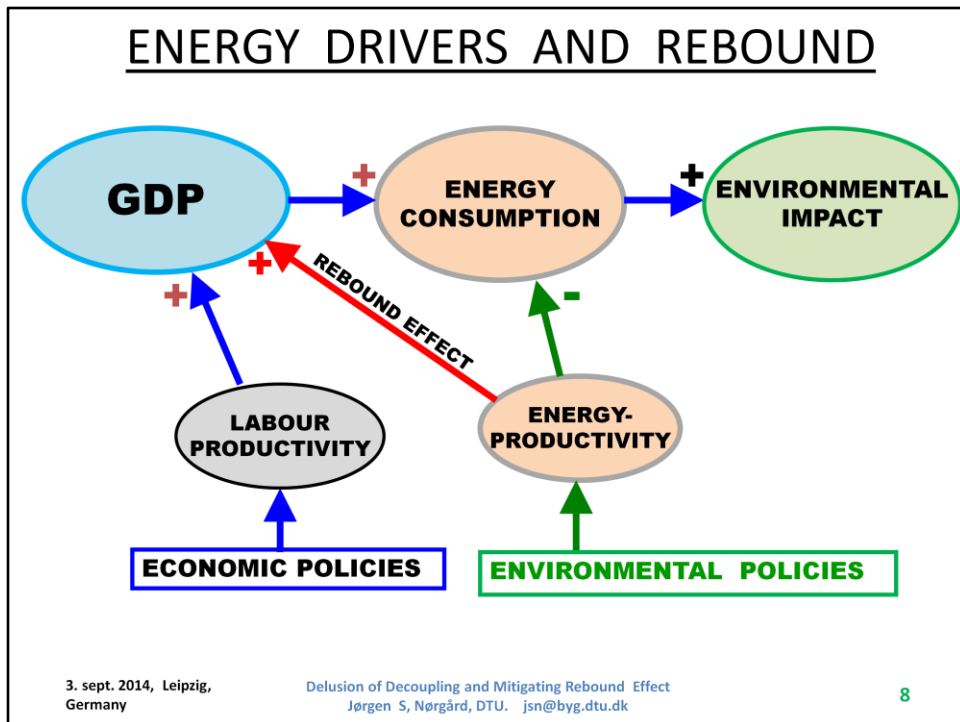 ENERGY DRIVERS AND REBOUND
GDP
+
ENERGY
CONSUMPTION
+
ENVIRONMENTAL
IMPACT
+
+
REBOUND EFFECT
-
LABOUR
PRODUCTIVITY
ENERGY-
PRODUCTIVITY
ECONOMIC POLICIES
ENVIRONMENTAL POLICIES
3. sept. 2014, Leipzig,
Germany
Delusion of Decoupling and Mitigating Rebound Effect
Jørgen S, Nørgård, DTU. jsn@byg.dtu.dk
8